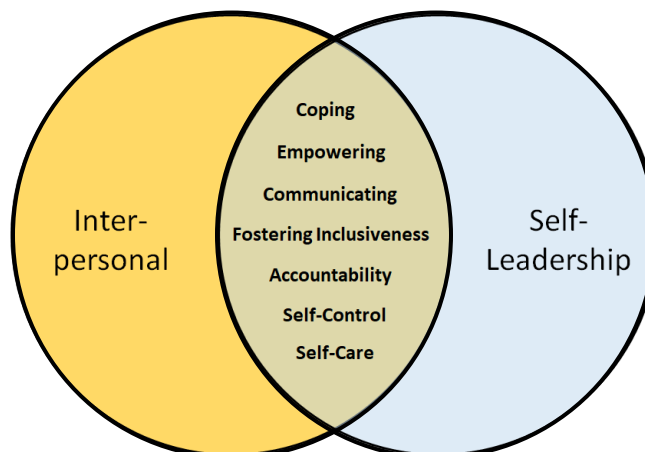 Coping
Empowering
Communicating
Fostering Inclusiveness
Accountability
Self-Control
Self-Care
Inter-
personal
Self-
Leadership